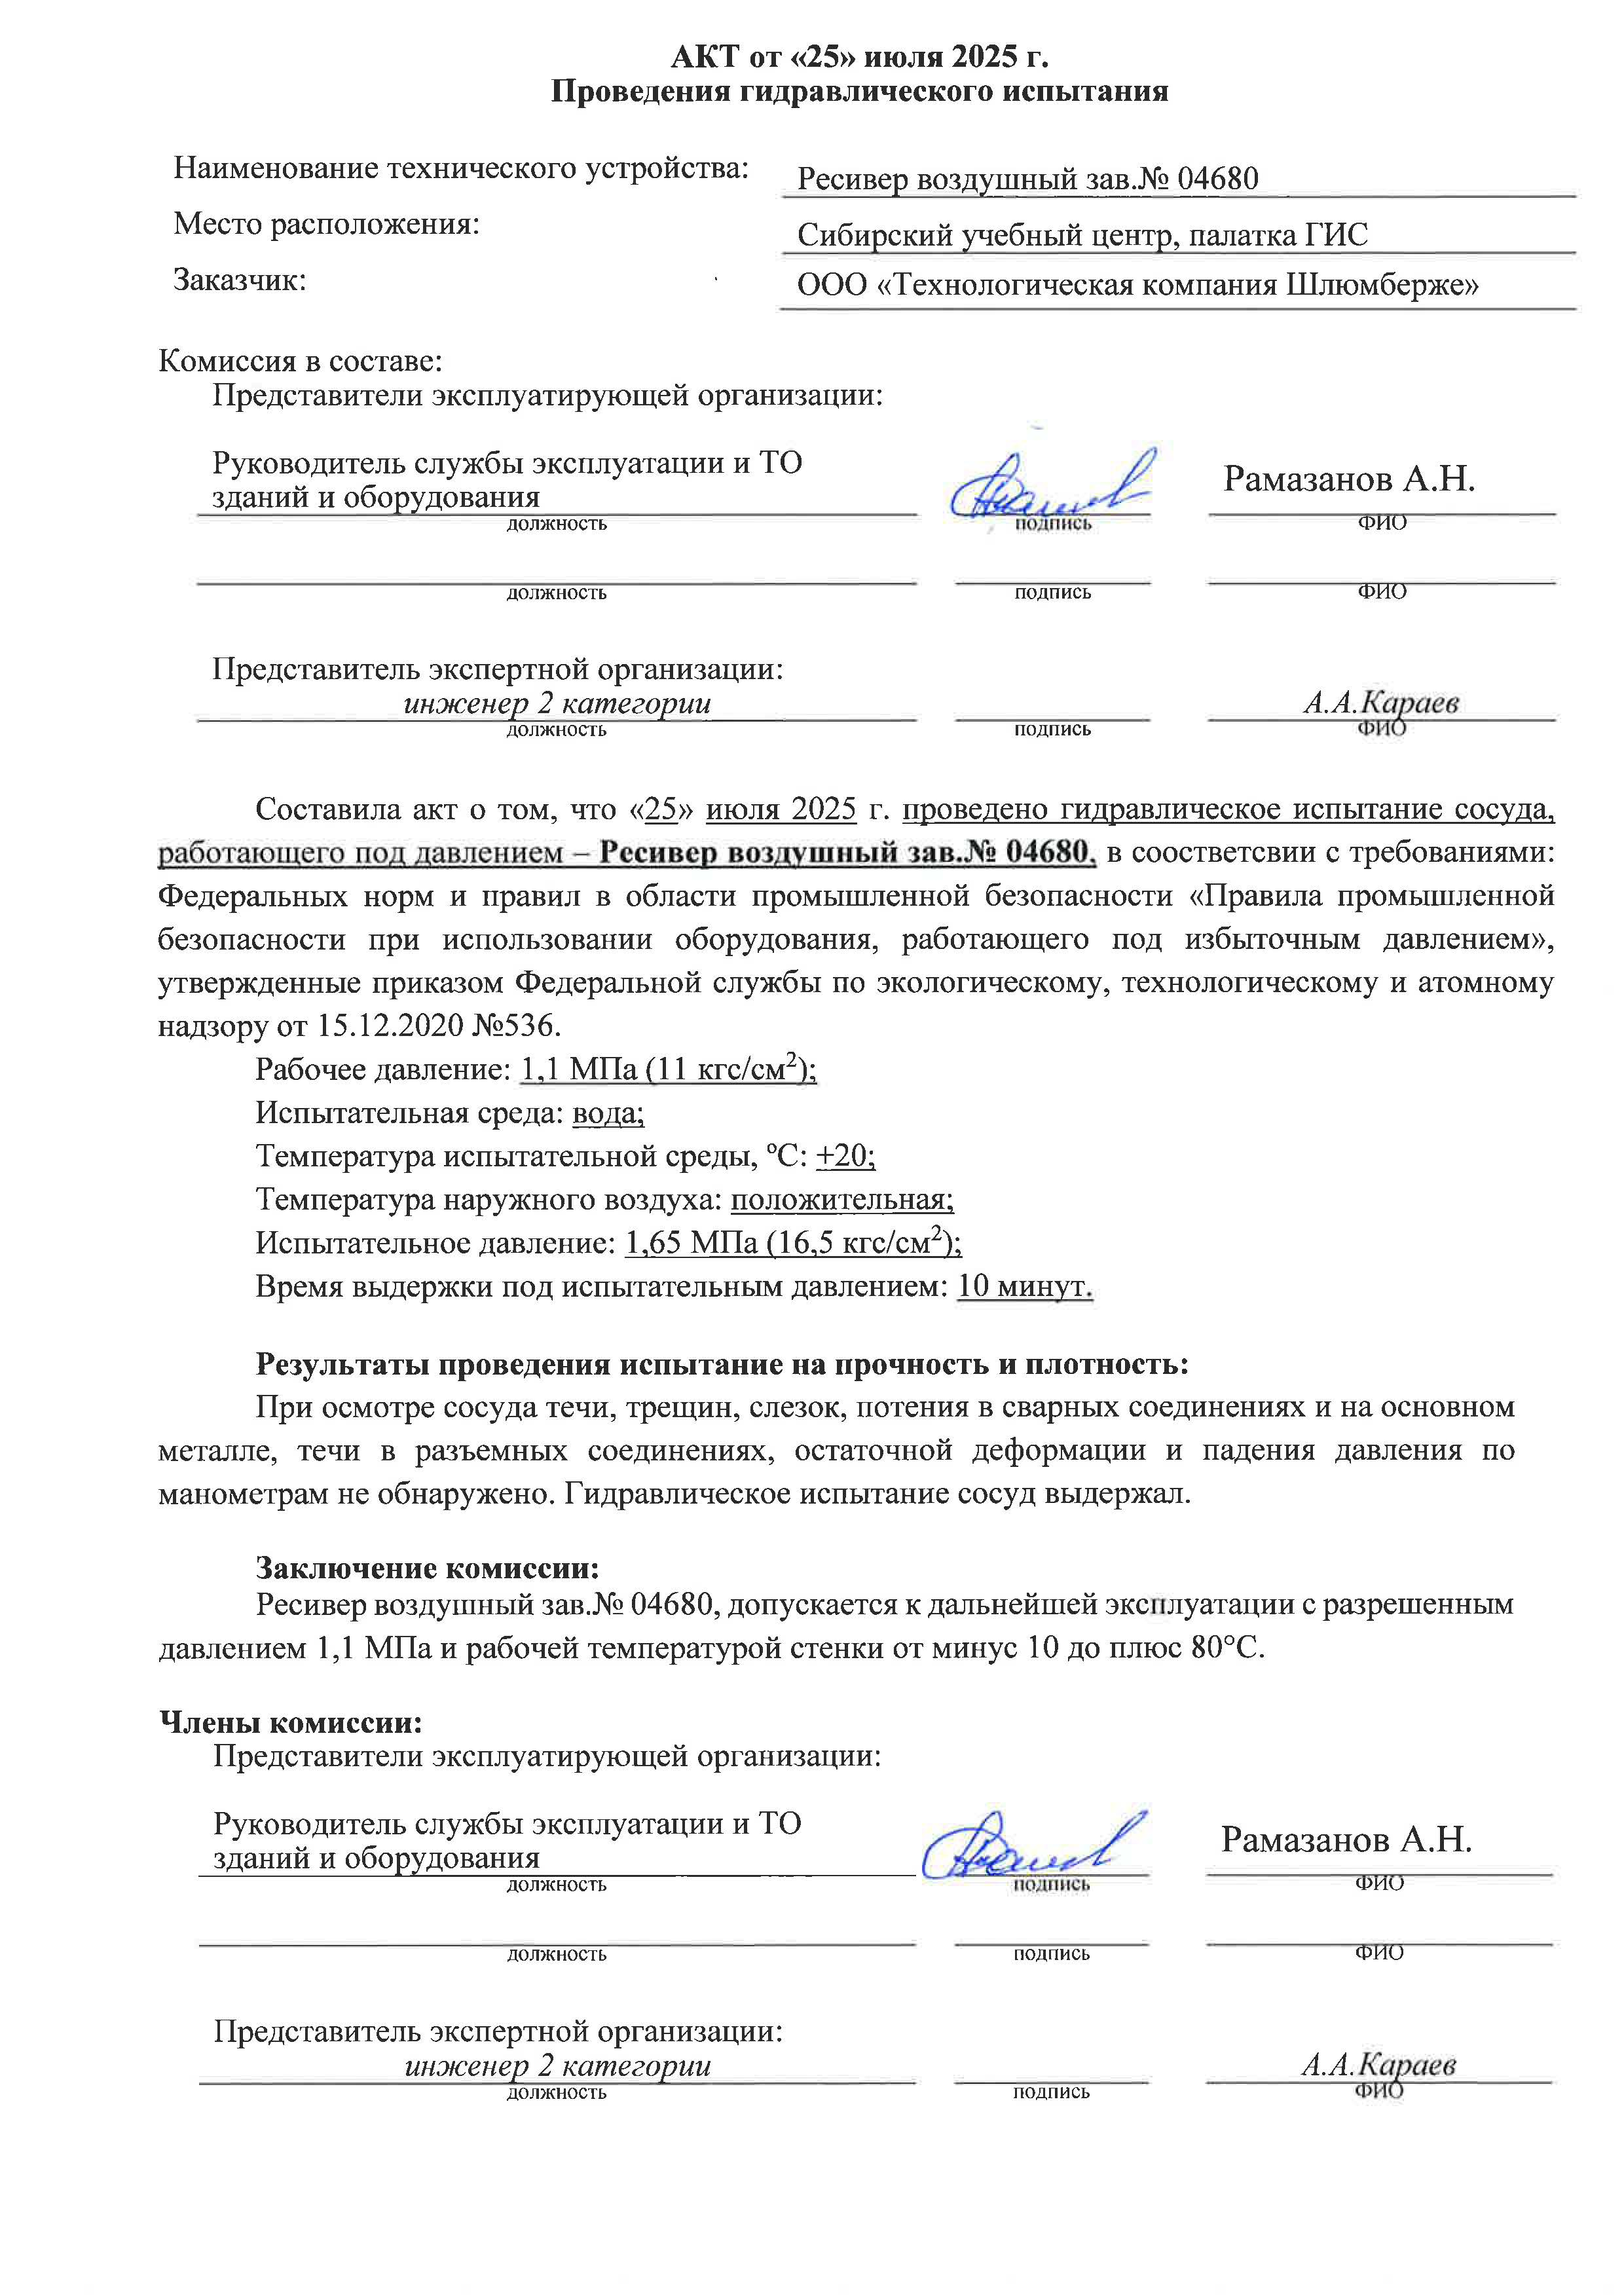 АКТ от «25» июля 2025 г.
Проведения гидравлического испытания
Наименование технического устройства: Ресивер воздушный зав.№ 04680
Место расположения: Сибирский учебный центр, палатка ГИС
Заказчик: ООО «Технологическая компания Шлюмберже»
Комиссия в составе:
Представители эксплуатирующей организации:
Руководитель службы эксплуатации и ТО
зданий и оборудования Рамазанов А.Н.
должность подпись ФИО
должность подпись ФИО
Представитель экспертной организации:
инженер 2 категории А.А.Караев
должность подпись ФИО
Составила акт о том, что «25» июля 2025 г. проведено гидравлическое испытание сосуда,
работающего под давлением – Ресивер воздушный зав.№ 04680, в соостветсвии с требованиями:
Федеральных норм и правил в области промышленной безопасности «Правила промышленной
безопасности при использовании оборудования, работающего под избыточным давлением»,
утвержденные приказом Федеральной службы по экологическому, технологическому и атомному
надзору от 15.12.2020 №536.
Рабочее давление: 1,1 МПа (11 кгс/см²);
Испытательная среда: вода;
Температура испытательной среды, ºС: +20;
Температура наружного воздуха: положительная;
Испытательное давление: 1,65 МПа (16,5 кгс/см²);
Время выдержки под испытательным давлением: 10 минут.
Результаты проведения испытание на прочность и плотность:
При осмотре сосуда течи, трещин, слезок, потения в сварных соединениях и на основном
металле, течи в разъемных соединениях, остаточной деформации и падения давления по
манометрам не обнаружено. Гидравлическое испытание сосуд выдержал.
Заключение комиссии:
Ресивер воздушный зав.№ 04680, допускается к дальнейшей эксплуатации с разрешенным
давлением 1,1 МПа и рабочей температурой стенки от минус 10 до плюс 80°С.
Члены комиссии:
Представители эксплуатирующей организации:
Руководитель службы эксплуатации и ТО
зданий и оборудования Рамазанов А.Н.
должность подпись ФИО
должность подпись ФИО
Представитель экспертной организации:
инженер 2 категории А.А.Караев
должность подпись ФИО